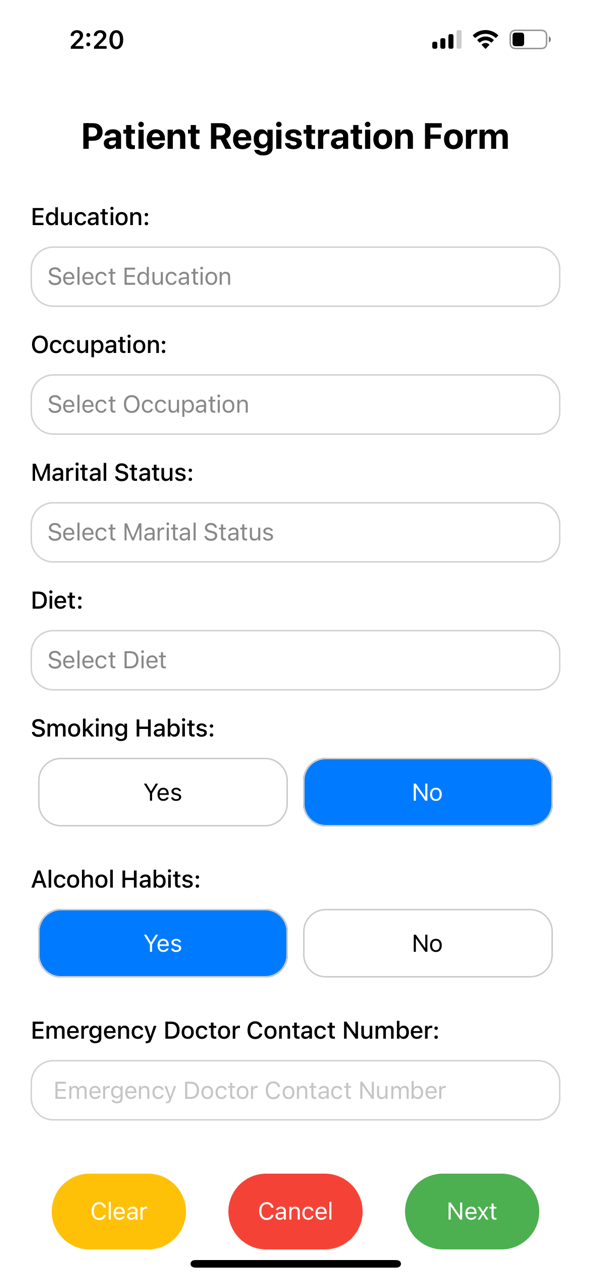 2:20
Patient Registration Form
Education:
Select Education
Occupation:
Select Occupation
Marital Status:
Select Marital Status
Diet:
Select Diet
Smoking Habits:
Yes No
Alcohol Habits:
Yes No
Emergency Doctor Contact Number:
Emergency Doctor Contact Number
Clear Cancel Next